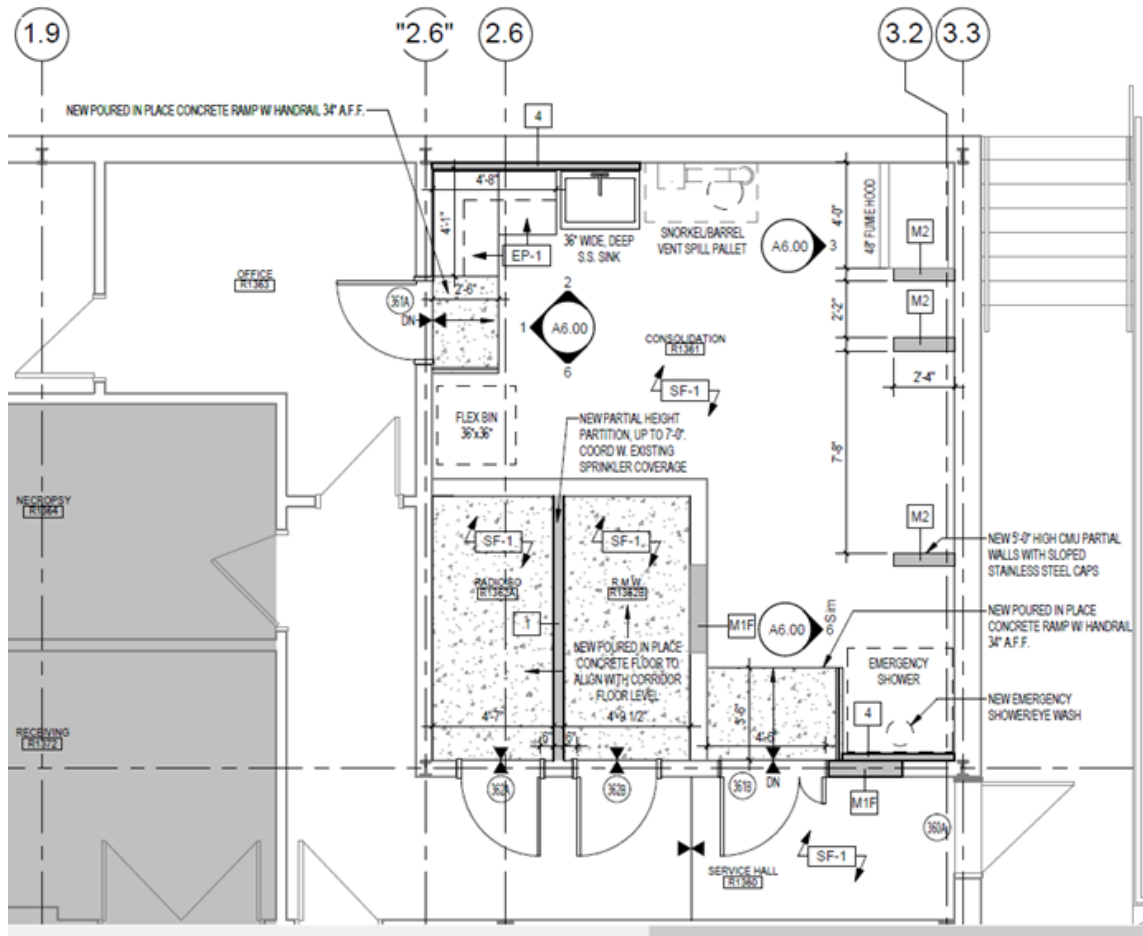 1.9
"2.6"
2.6
3.2
3.3
NEW POURED IN PLACE CONCRETE RAMP W/ HANDRAIL 34" A.F.F.
4
4'-8"
4'-1"
EP-1
36" WIDE, DEEP
S.S. SINK
SNORKEL/BARREL
VENT SPILL PALLET
A6.00
3
4'-0"
48" FUME HOOD
M2
OFFICE
R1363
361A
DN
2'-6"
2
1
A6.00
6
CONSOLIDATION
R1361
SF-1
2'-2"
M2
2'-4"
FLEX BIN
36"x36"
NEW PARTIAL HEIGHT
PARTITION, UP TO 7'-0".
COORD W. EXISTING
SPRINKLER COVERAGE
7'-8"
NECROPSY
R1364
SF-1
SF-1
M2
NEW 5'-0" HIGH CMU PARTIAL
WALLS WITH SLOPED
STAINLESS STEEL CAPS
RADIO ISO
R1362A
R.M.W.
R1362B
1
M1F
A6.00
6
Sim
NEW POURED IN PLACE
CONCRETE RAMP W/ HANDRAIL
34" A.F.F.
NEW POURED IN PLACE
CONCRETE FLOOR TO
ALIGN WITH CORRIDOR
FLOOR LEVEL
EMERGENCY
SHOWER
NEW EMERGENCY
SHOWER/EYE WASH
4
RECEIVING
R1372
4'-7"
4'-9 1/2"
6"
6"
4'-6"
362A
362B
361B
DN
M1F
360A
SF-1
SERVICE HALL
R1360